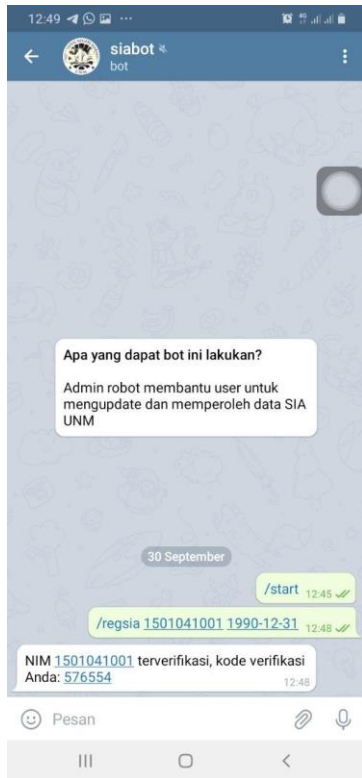 12:49
siabot
bot
Apa yang dapat bot ini lakukan?
Admin robot membantu user untuk
mengupdate dan memperoleh data SIA
UNM
30 September
/start 12:45
/regsia 1501041001 1990-12-31 12:48
NIM 1501041001 terverifikasi, kode verifikasi
Anda: 576554
12:48
Pesan